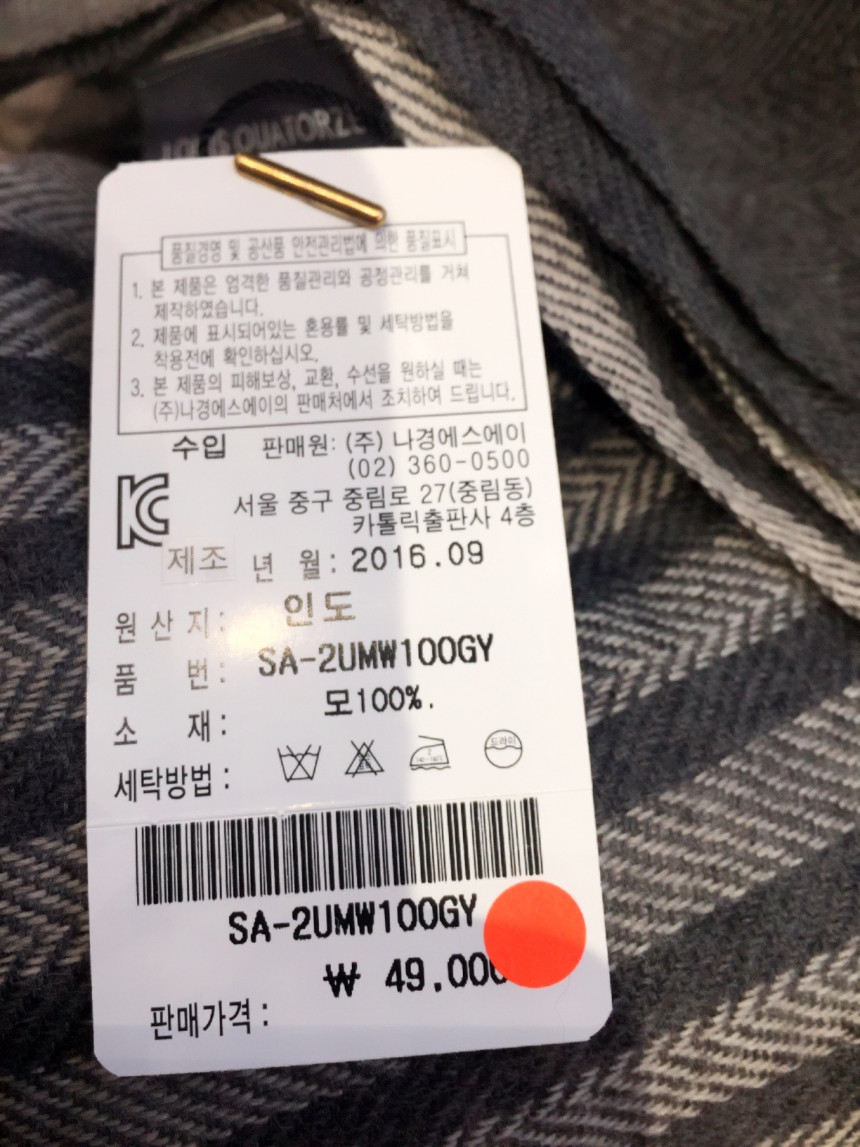 LOUIS QUATORZE
품질경영 및 공산품 안전관리법에 의한 품질표시
1. 본 제품은 엄격한 품질관리와 공정관리를 거쳐
제작하였습니다.
2. 제품에 표시되어있는 혼용률 및 세탁방법을
착용전에 확인하십시오.
3. 본 제품의 피해보상, 교환, 수선을 원하실 때는
(주)나경에스에이의 판매처에서 조치하여 드립니다.
수입 판매원: (주) 나경에스에이
(02) 360-0500
서울 중구 중림로 27(중림동)
카톨릭출판사 4층
제조 년 월: 2016.09
원 산 지: 인도
품 번: SA-2UMW100GY
소 재: 모100%.
세탁방법:
드라이
SA-2UMW100GY
₩ 49,000
판매가격: